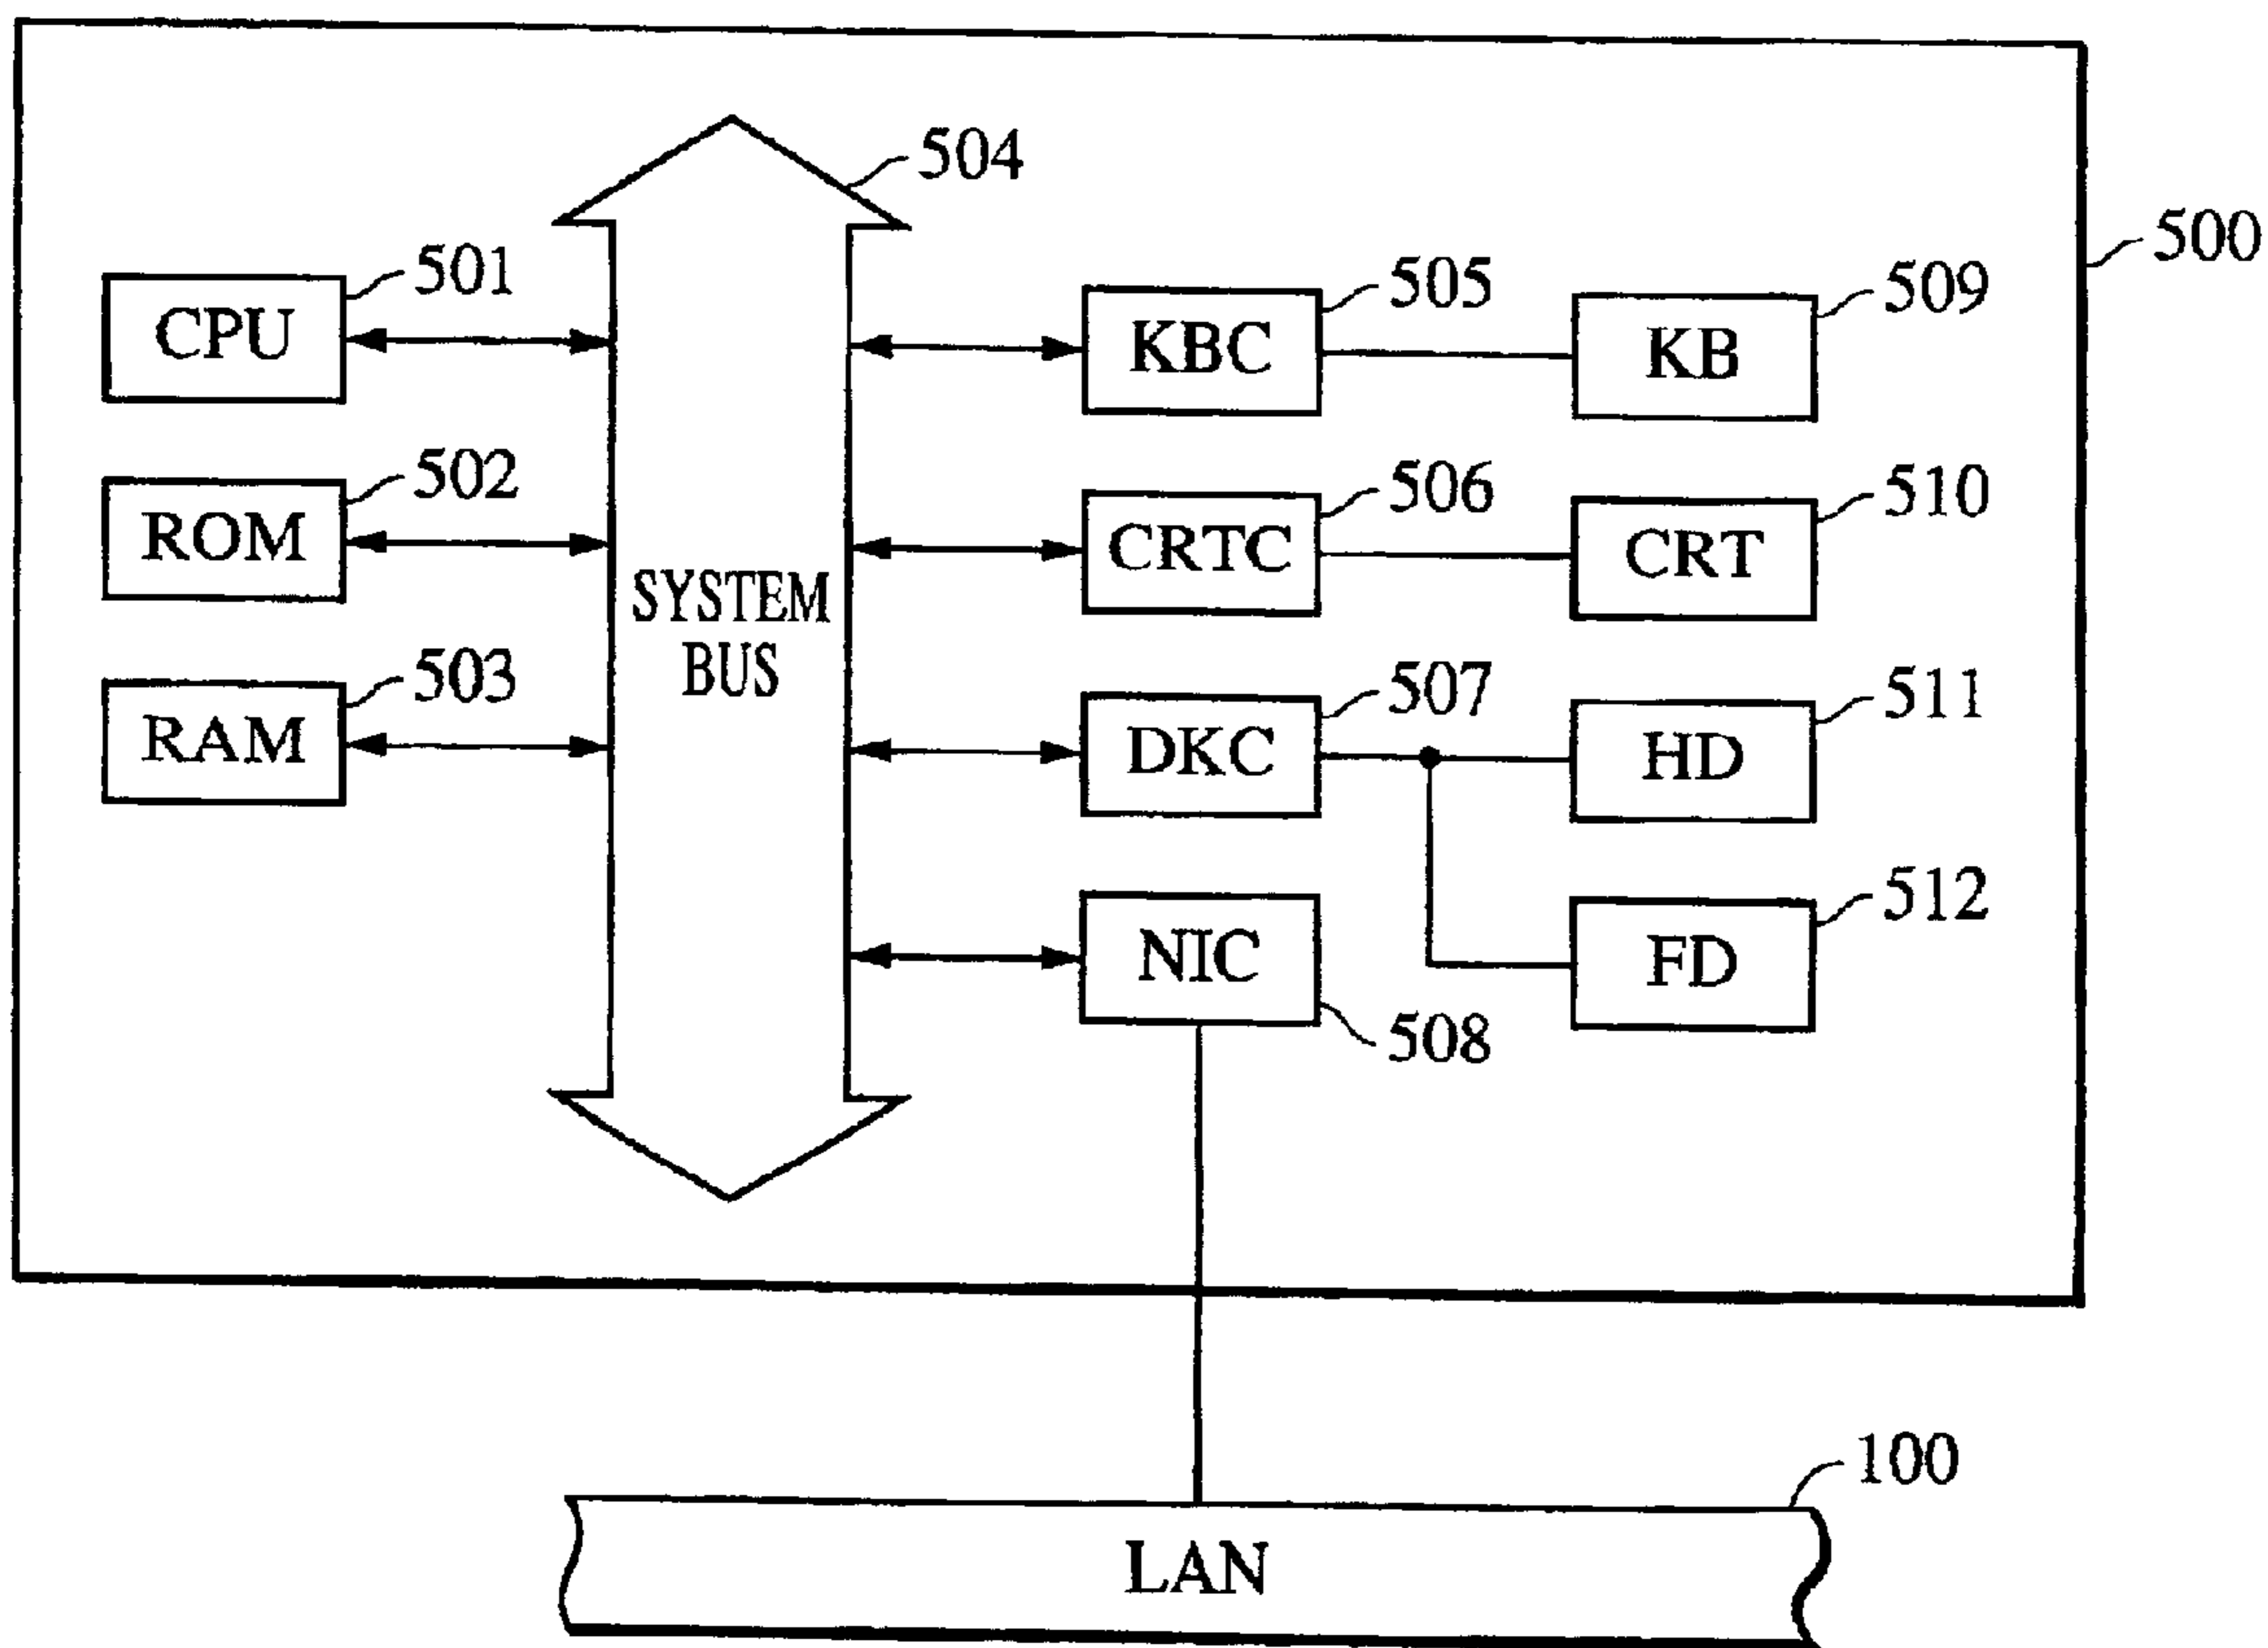 504
500
501
CPU
505
KBC
509
KB
502
ROM
506
CRTC
510
CRT
SYSTEM
BUS
503
RAM
507
DKC
511
HD
NIC
508
512
FD
100
LAN